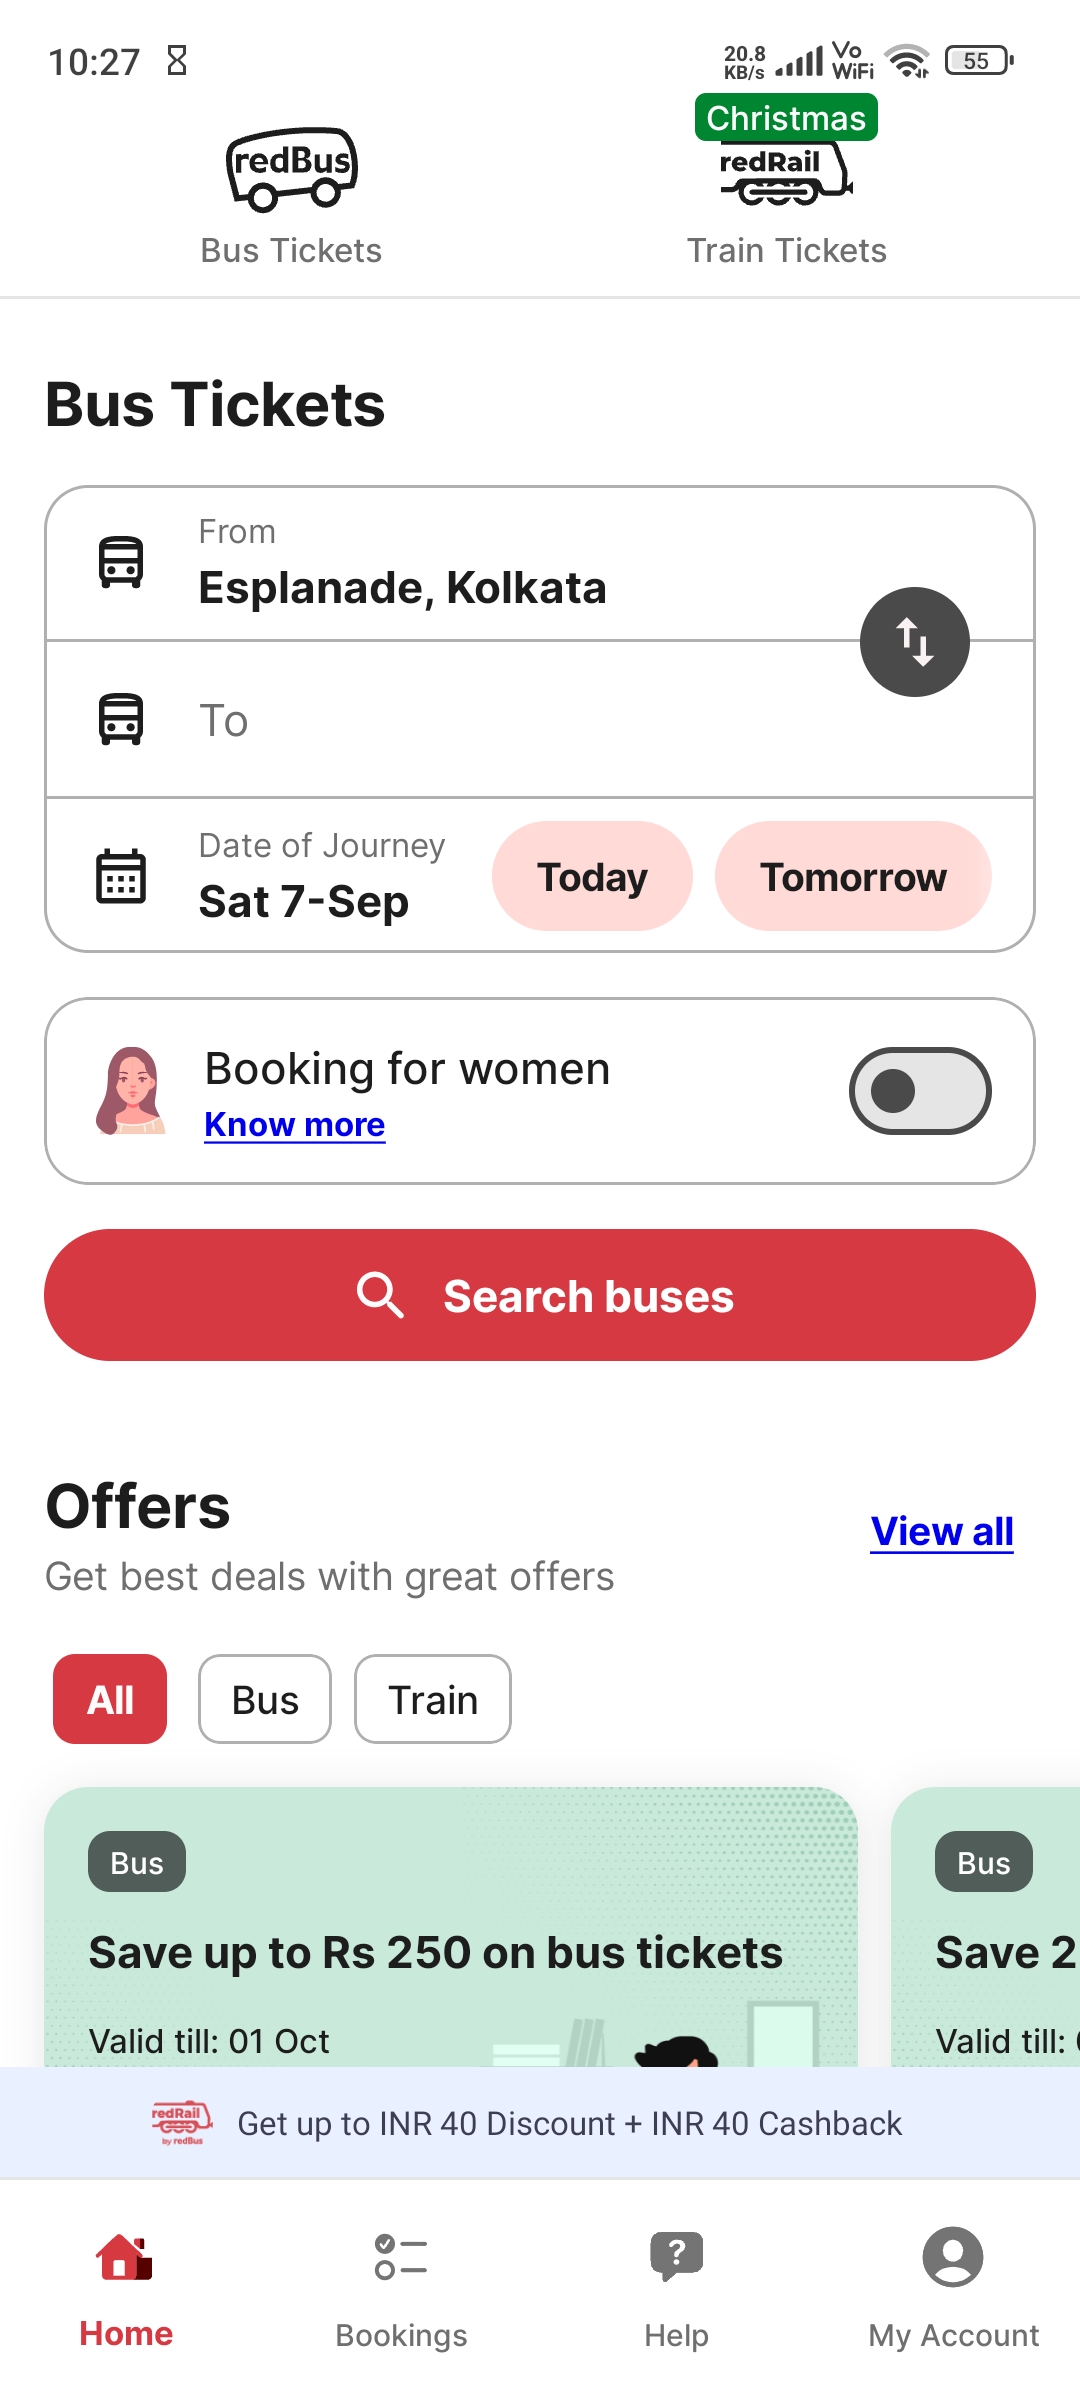 10:27
20.8
KB/s
Vo
WiFi
55
Christmas
redBus
redRail
Bus Tickets
Train Tickets
Bus Tickets
From
Esplanade, Kolkata
To
Date of Journey
Sat 7-Sep
Today
Tomorrow
Booking for women
Know more
Search buses
Offers
View all
Get best deals with great offers
All
Bus
Train
Bus
Bus
Save up to Rs 250 on bus tickets
Save 2
Valid till: 01 Oct
Valid till:
redRail
by redBus
Get up to INR 40 Discount + INR 40 Cashback
Home
Bookings
Help
My Account